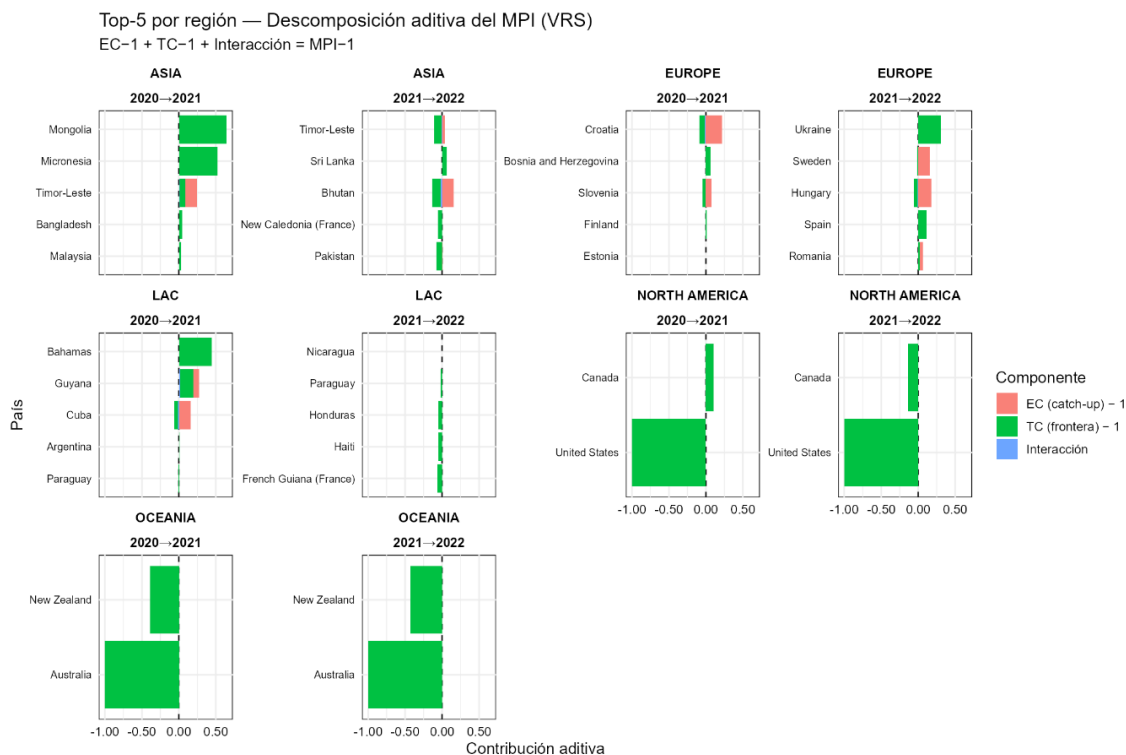 Top-5 por región — Descomposición aditiva del MPI (VRS)
EC−1 + TC−1 + Interacción = MPI−1
ASIA
2020→2021
Mongolia
Micronesia
Timor-Leste
Bangladesh
Malaysia
ASIA
2021→2022
Timor-Leste
Sri Lanka
Bhutan
New Caledonia (France)
Pakistan
EUROPE
2020→2021
Croatia
Bosnia and Herzegovina
Slovenia
Finland
Estonia
EUROPE
2021→2022
Ukraine
Sweden
Hungary
Spain
Romania
LAC
2020→2021
Bahamas
Guyana
Cuba
Argentina
Paraguay
LAC
2021→2022
Nicaragua
Paraguay
Honduras
Haiti
French Guiana (France)
NORTH AMERICA
2020→2021
Canada
United States
-1.00 -0.50 0.00 0.50
NORTH AMERICA
2021→2022
Canada
United States
-1.00 -0.50 0.00 0.50
OCEANIA
2020→2021
New Zealand
Australia
-1.00 -0.50 0.00 0.50
OCEANIA
2021→2022
New Zealand
Australia
-1.00 -0.50 0.00 0.50
País
Contribución aditiva
Componente
EC (catch-up) − 1
TC (frontera) − 1
Interacción